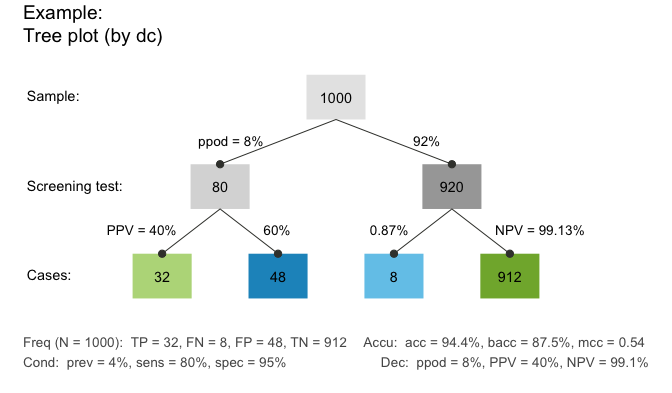 Example:
Tree plot (by dc)
Sample:
1000
ppod = 8%
92%
Screening test:
80
920
PPV = 40%
60%
0.87%
NPV = 99.13%
Cases:
32
48
8
912
Freq (N = 1000): TP = 32, FN = 8, FP = 48, TN = 912
Accu: acc = 94.4%, bacc = 87.5%, mcc = 0.54
Cond: prev = 4%, sens = 80%, spec = 95%
Dec: ppod = 8%, PPV = 40%, NPV = 99.1%